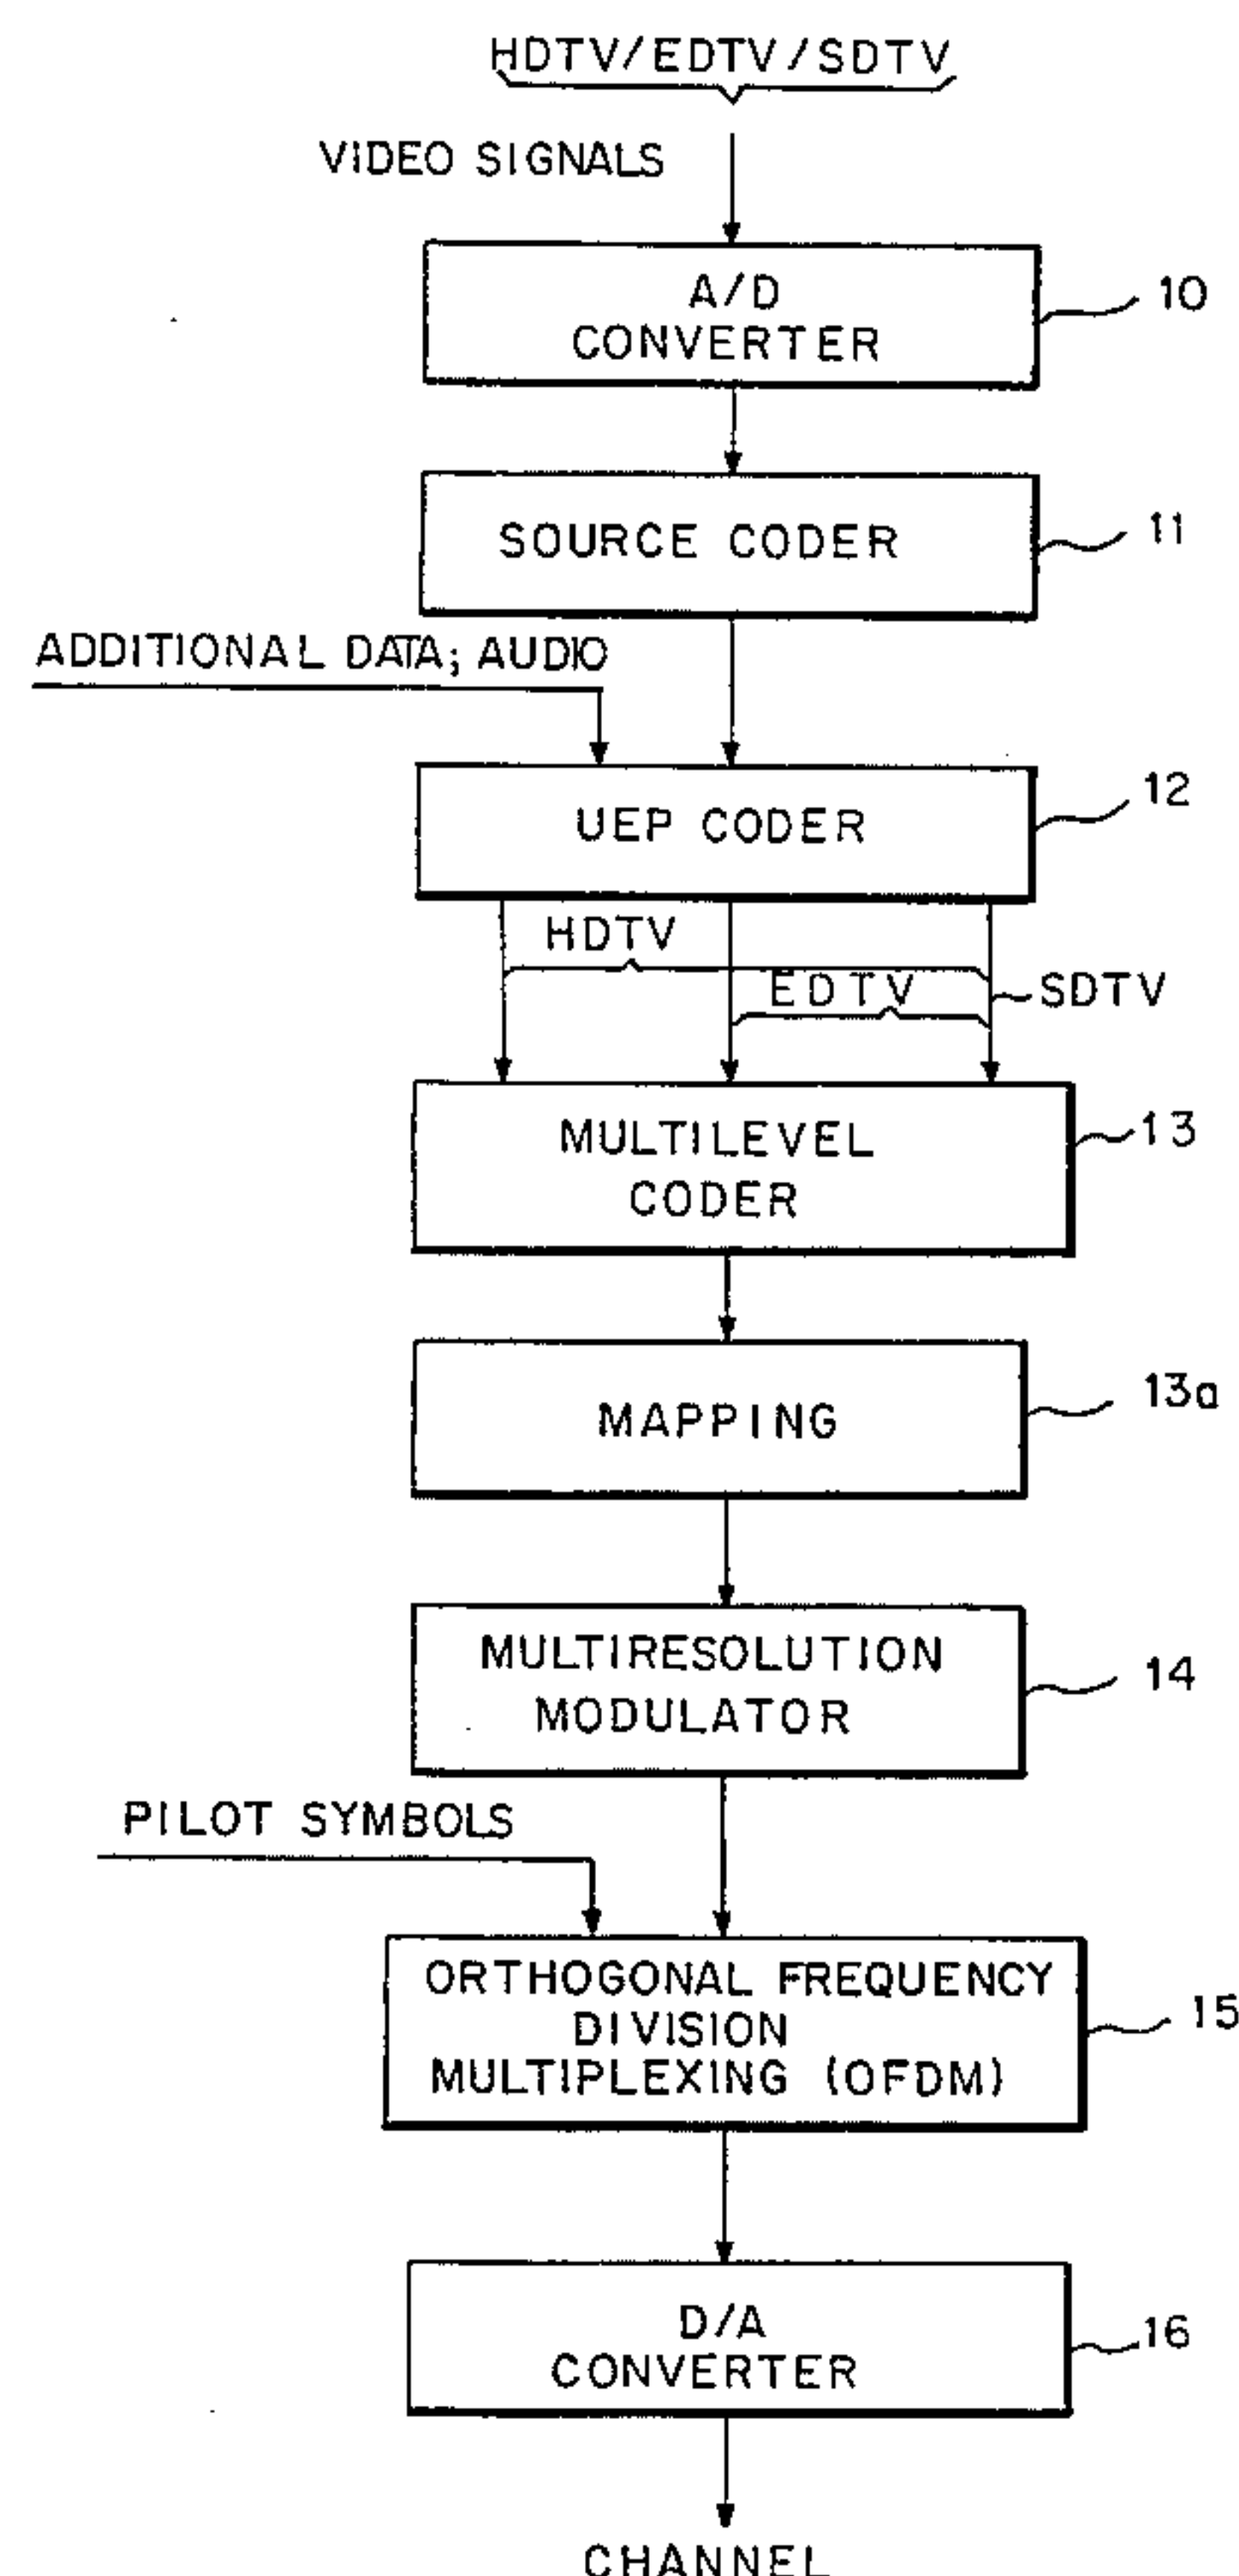 HDTV/EDTV/SDTV
VIDEO SIGNALS
A/D
CONVERTER
10
SOURCE CODER
11
ADDITIONAL DATA; AUDIO
UEP CODER
12
HDTV
EDTV
SDTV
MULTILEVEL
CODER
13
MAPPING
13a
MULTIRESOLUTION
MODULATOR
14
PILOT SYMBOLS
ORTHOGONAL FREQUENCY
DIVISION
MULTIPLEXING (OFDM)
15
D/A
CONVERTER
16
CHANNEL